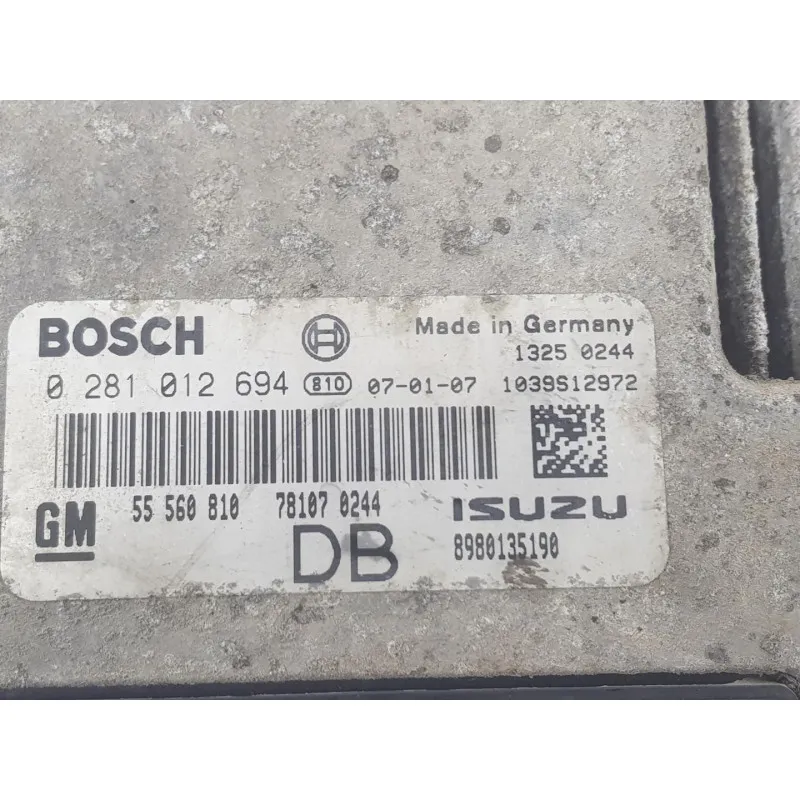 BOSCH Made in Germany
1325 0244
0 281 012 694 810 07-01-07 1039S12972
GM 55 560 810 781070 0244 ISUZU
DB 8980135190